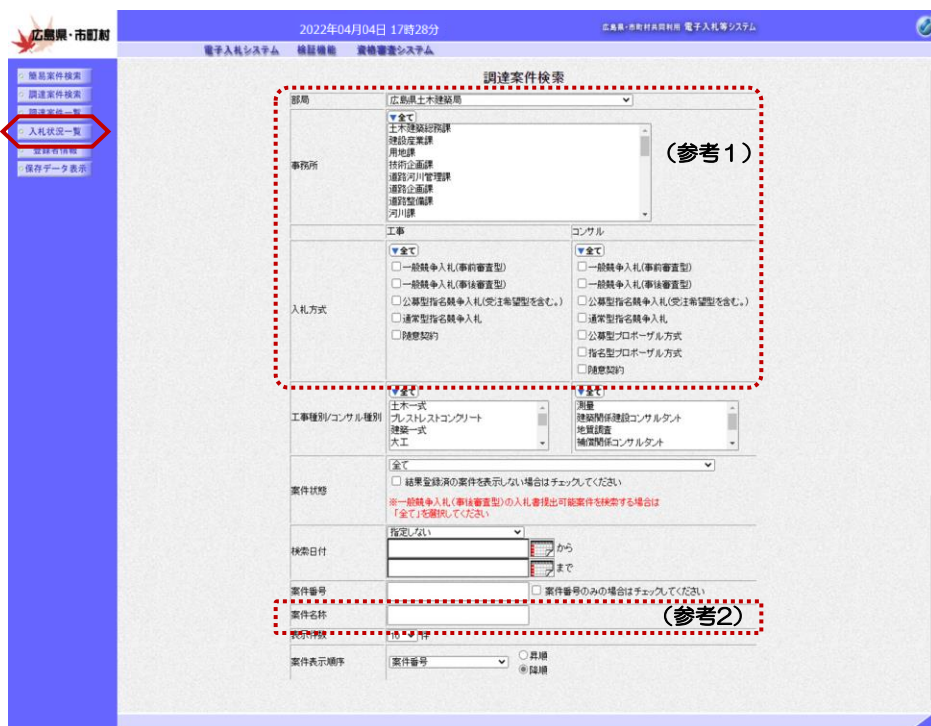 広島県・市町村
2022年04月04日 17時28分
広島県・市町村共同利用 電子入札等システム
電子入札システム 検証機能 資格審査システム
簡易案件検索
調達案件検索
調達案件一覧
入札状況一覧
登録者情報
保存データ表示
調達案件検索
部局 広島県土木建築局
事務所
▼全て
土木建築総務課
建設産業課
用地課
技術企画課
道路河川管理課
道路企画課
道路整備課
河川課
(参考1)
入札方式
工事
▼全て
一般競争入札(事前審査型)
一般競争入札(事後審査型)
公募型指名競争入札(受注希望型を含む。)
通常型指名競争入札
随意契約
コンサル
▼全て
一般競争入札(事前審査型)
一般競争入札(事後審査型)
公募型指名競争入札(受注希望型を含む。)
通常型指名競争入札
公募型プロポーザル方式
指名型プロポーザル方式
随意契約
工事種別/コンサル種別
▼全て
土木一式
プレストレストコンクリート
建築一式
大工
▼全て
測量
建築関係建設コンサルタント
地質調査
補償関係コンサルタント
案件状態
全て
結果登録済の案件を表示しない場合はチェックしてください
※一般競争入札(事後審査型)の入札書提出可能案件を検索する場合は
「全て」を選択してください
検索日付
指定しない
から
まで
案件番号 案件番号のみの場合はチェックしてください
案件名称 (参考2)
表示件数 10 件
案件表示順序 案件番号
昇順
降順